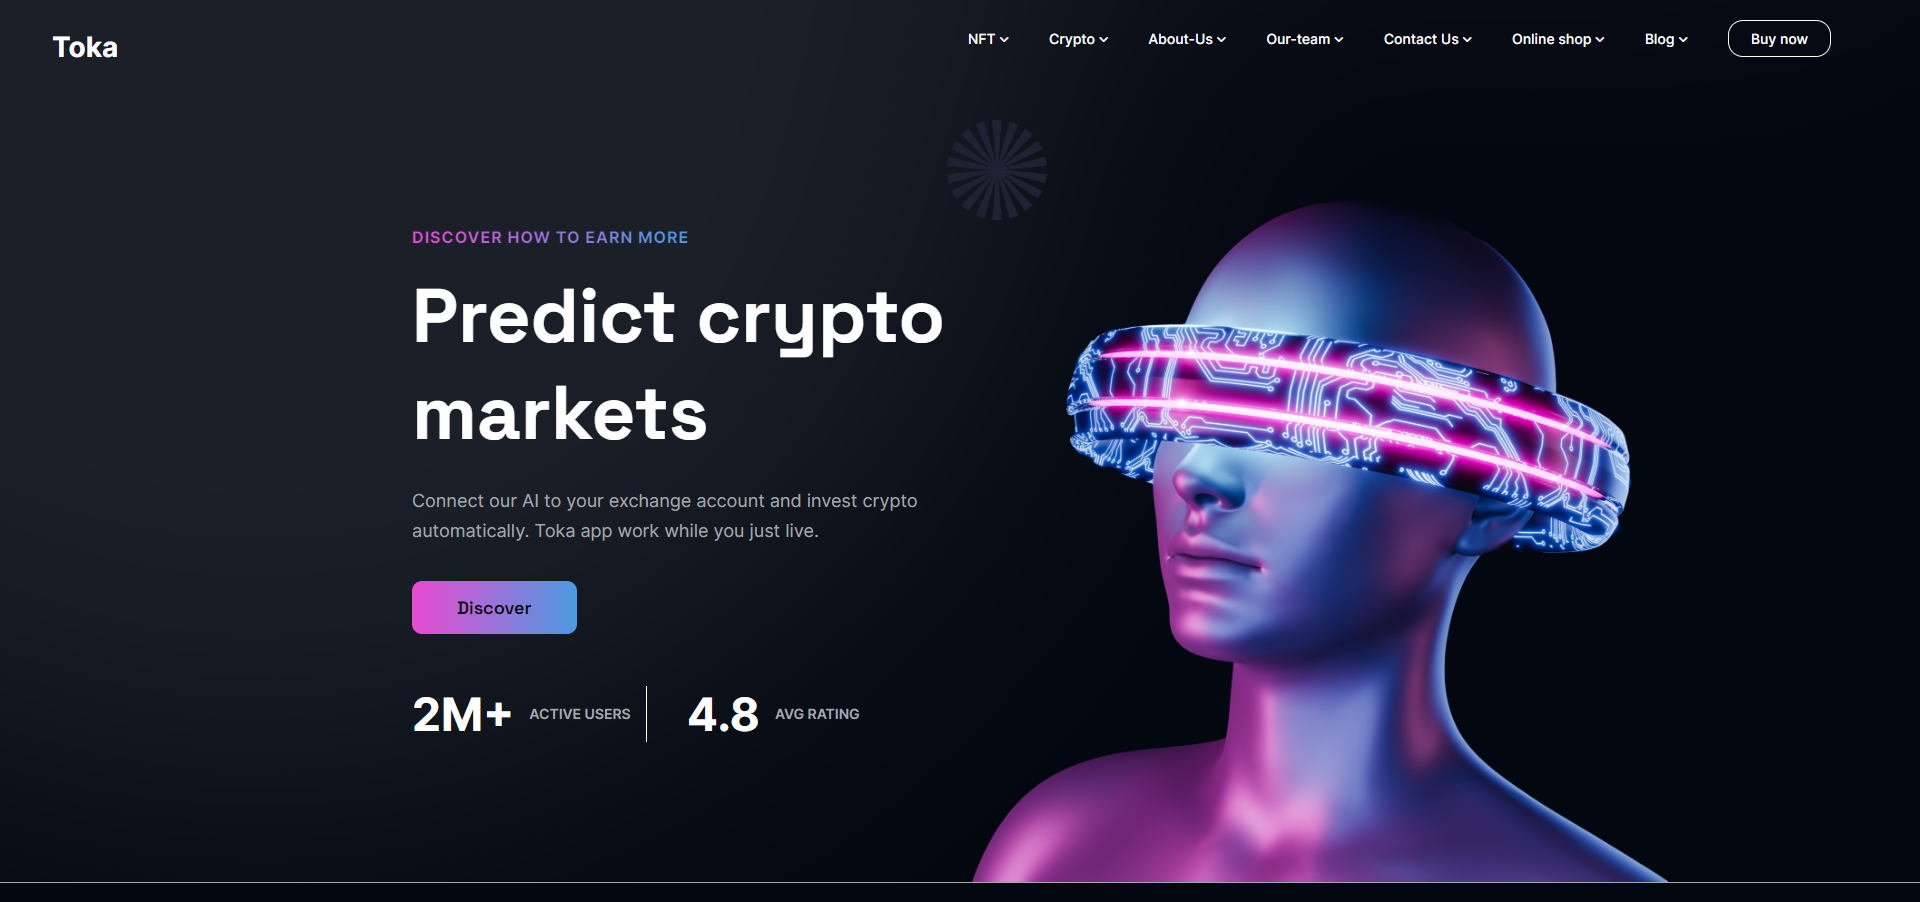 Toka
NFT Crypto About-Us Our-team Contact Us Online shop Blog Buy now
DISCOVER HOW TO EARN MORE
Predict crypto
markets
Connect our AI to your exchange account and invest crypto
automatically. Toka app work while you just live.
Discover
2M+ ACTIVE USERS 4.8 AVG RATING